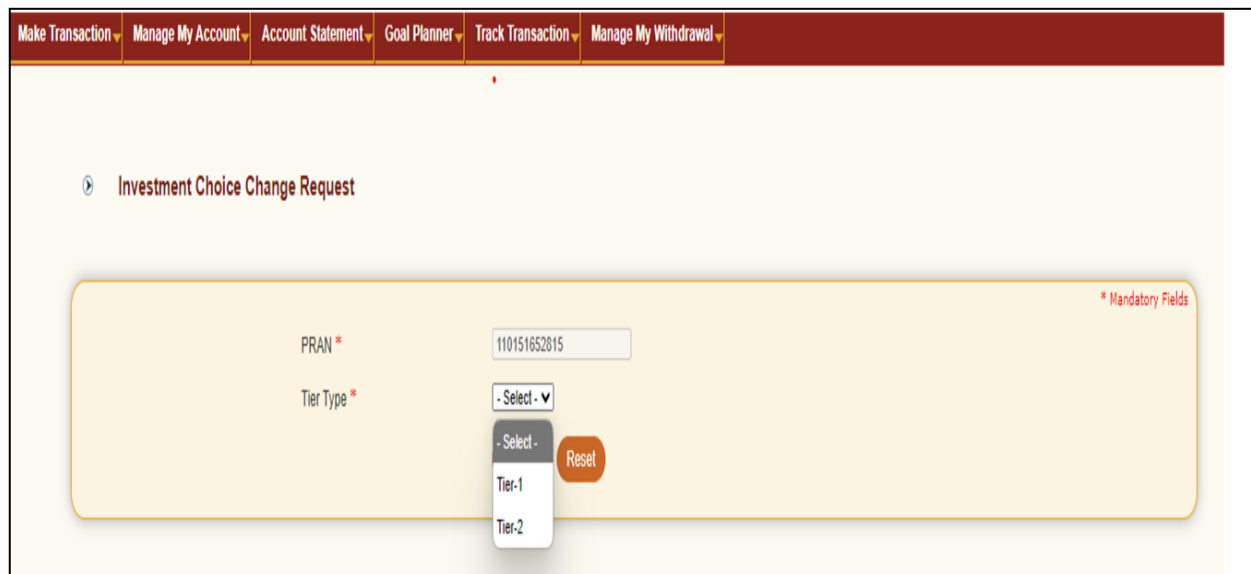 Make Transaction Manage My Account Account Statement Goal Planner Track Transaction Manage My Withdrawal
*
Investment Choice Change Request
* Mandatory Fields
PRAN * 110151652815
Tier Type * - Select -
- Select -
Reset
Tier-1
Tier-2